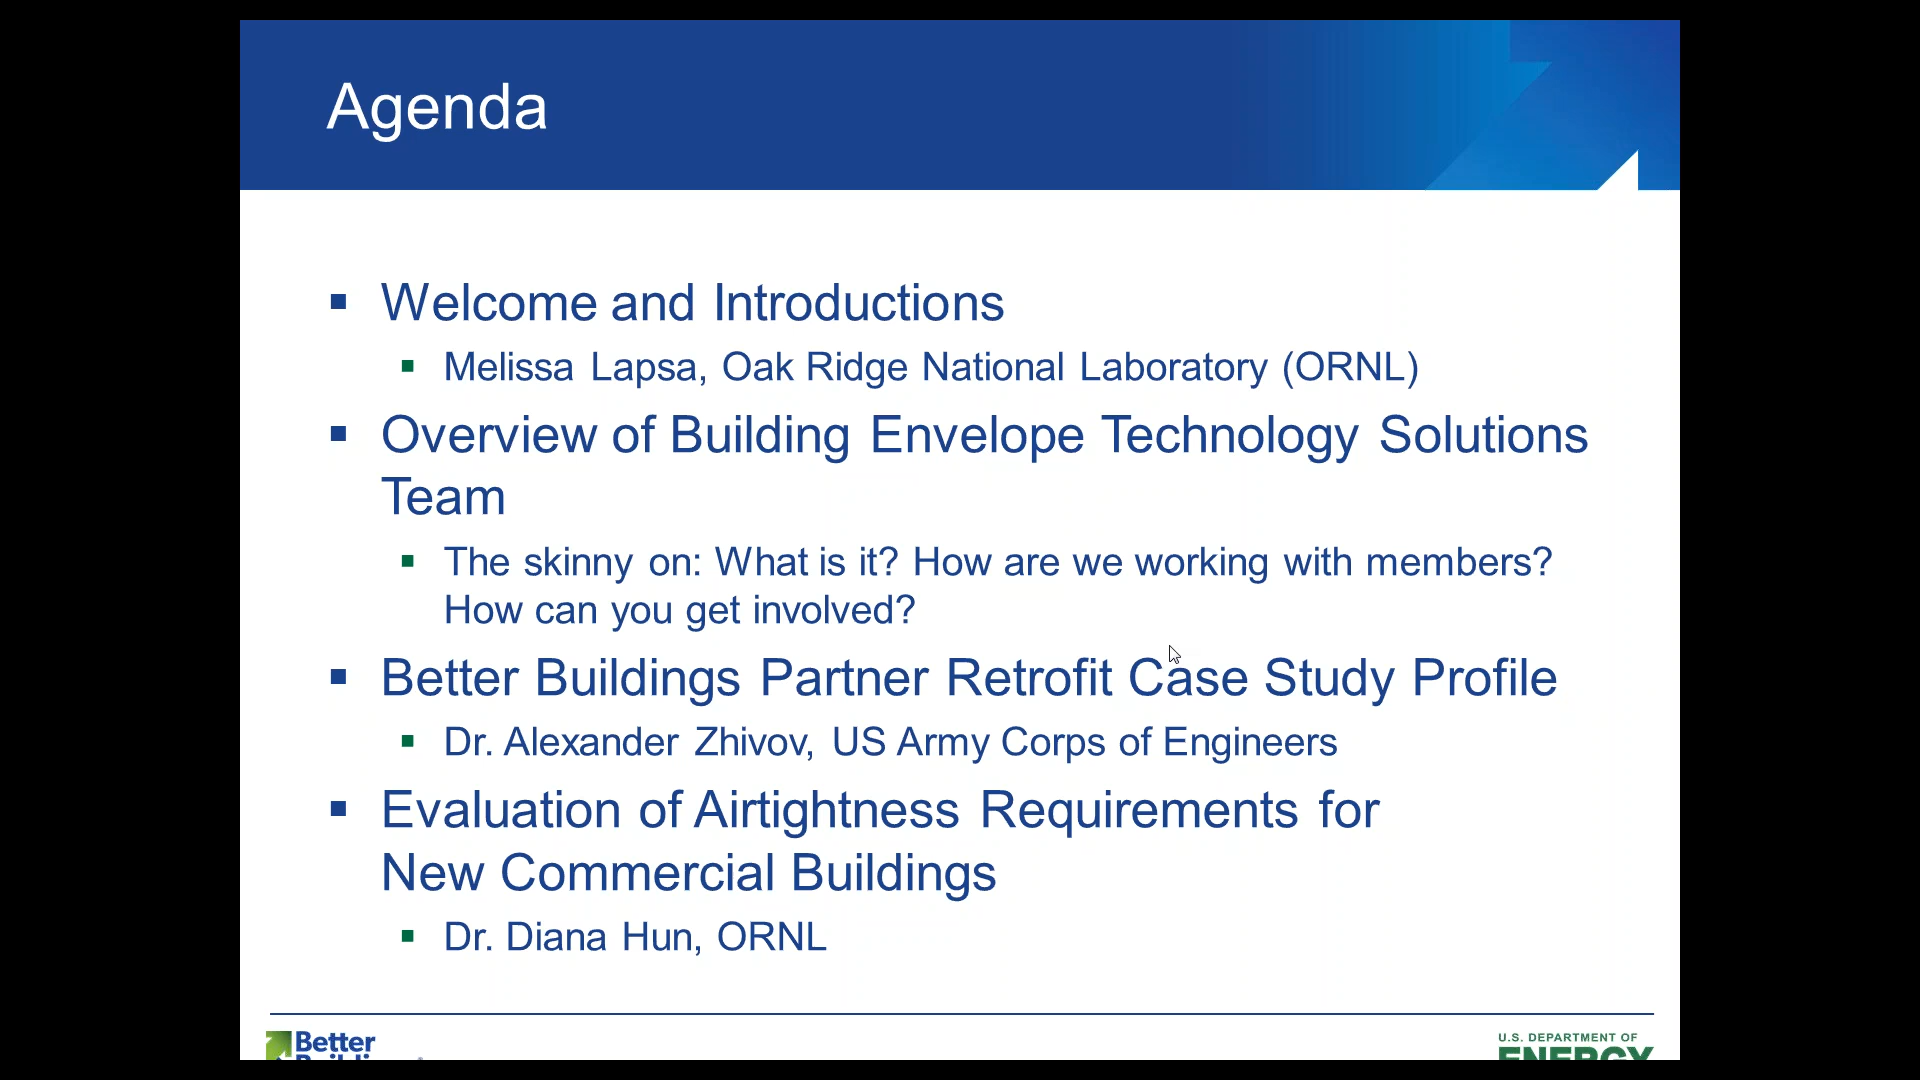 Agenda
Welcome and Introductions
Melissa Lapsa, Oak Ridge National Laboratory (ORNL)
Overview of Building Envelope Technology Solutions
Team
The skinny on: What is it? How are we working with members?
How can you get involved?
Better Buildings Partner Retrofit Case Study Profile
Dr. Alexander Zhivov, US Army Corps of Engineers
Evaluation of Airtightness Requirements for
New Commercial Buildings
Dr. Diana Hun, ORNL
Better
U.S. DEPARTMENT OF
ENERGY